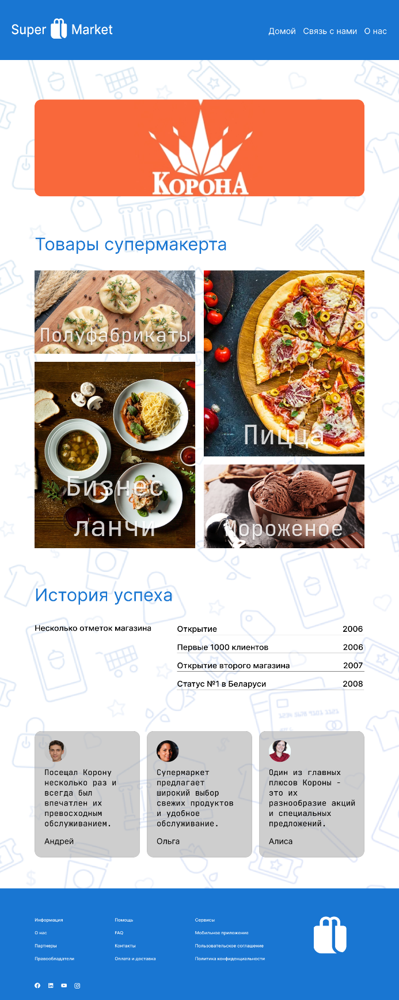 Super Market
Домой Связь с нами О нас
КОРОНА
Товары супермакерта
Полуфабрикаты
Пицца
Бизнес
ланчи
Мороженое
История успеха
Несколько отметок магазина
Открытие 2006
Первые 1000 клиентов 2006
Открытие второго магазина 2007
Статус №1 в Беларуси 2008
Посещал Корону
несколько раз и
всегда был
впечатлен их
превосходным
обслуживанием.
Андрей
Супермаркет
предлагает
широкий выбор
свежих продуктов
и удобное
обслуживание.
Ольга
Один из главных
плюсов Короны -
это их
разнообразие акций
и специальных
предложений.
Алиса
Информация
О нас
Партнеры
Правообладатели
Помощь
FAQ
Контакты
Оплата и доставка
Сервисы
Мобильное приложение
Пользовательское соглашение
Политика конфиденциальности